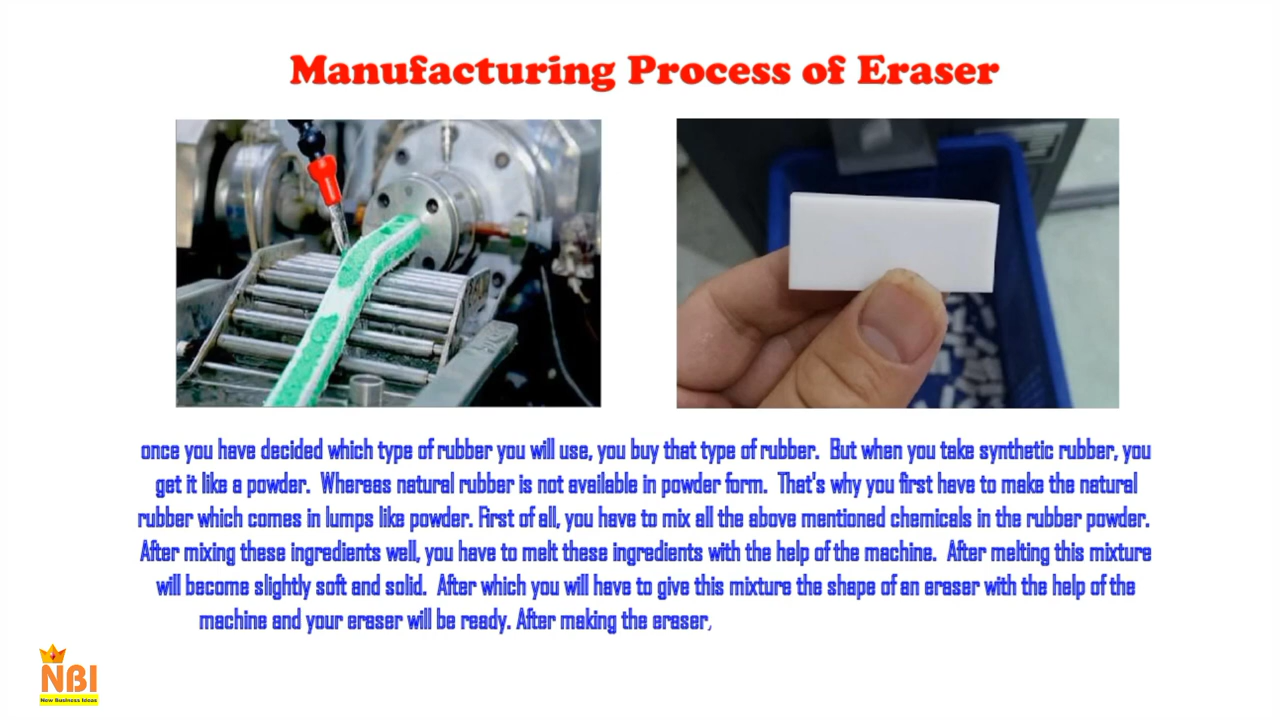 Manufacturing Process of Eraser
once you have decided which type of rubber you will use, you buy that type of rubber. But when you take synthetic rubber, you
get it like a powder. Whereas natural rubber is not available in powder form. That's why you first have to make the natural
rubber which comes in lumps like powder. First of all, you have to mix all the above mentioned chemicals in the rubber powder.
After mixing these ingredients well, you have to melt these ingredients with the help of the machine. After melting this mixture
will become slightly soft and solid. After which you will have to give this mixture the shape of an eraser with the help of the
machine and your eraser will be ready. After making the eraser,
NBI
New Business Ideas